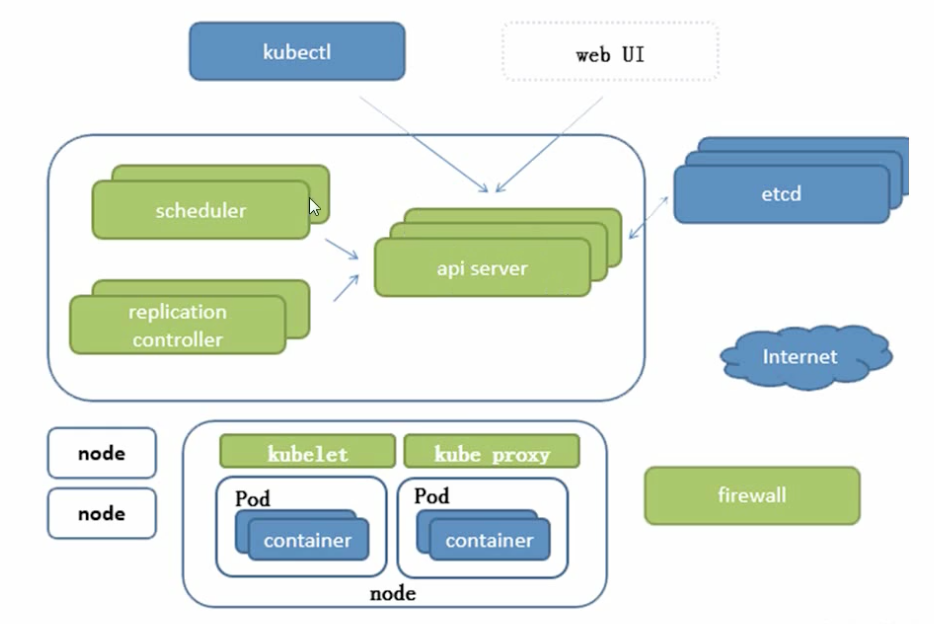 kubectl
web UI
scheduler
api server
etcd
replication
controller
Internet
node
node
kubelet
kube proxy
Pod
container
Pod
container
node
firewall